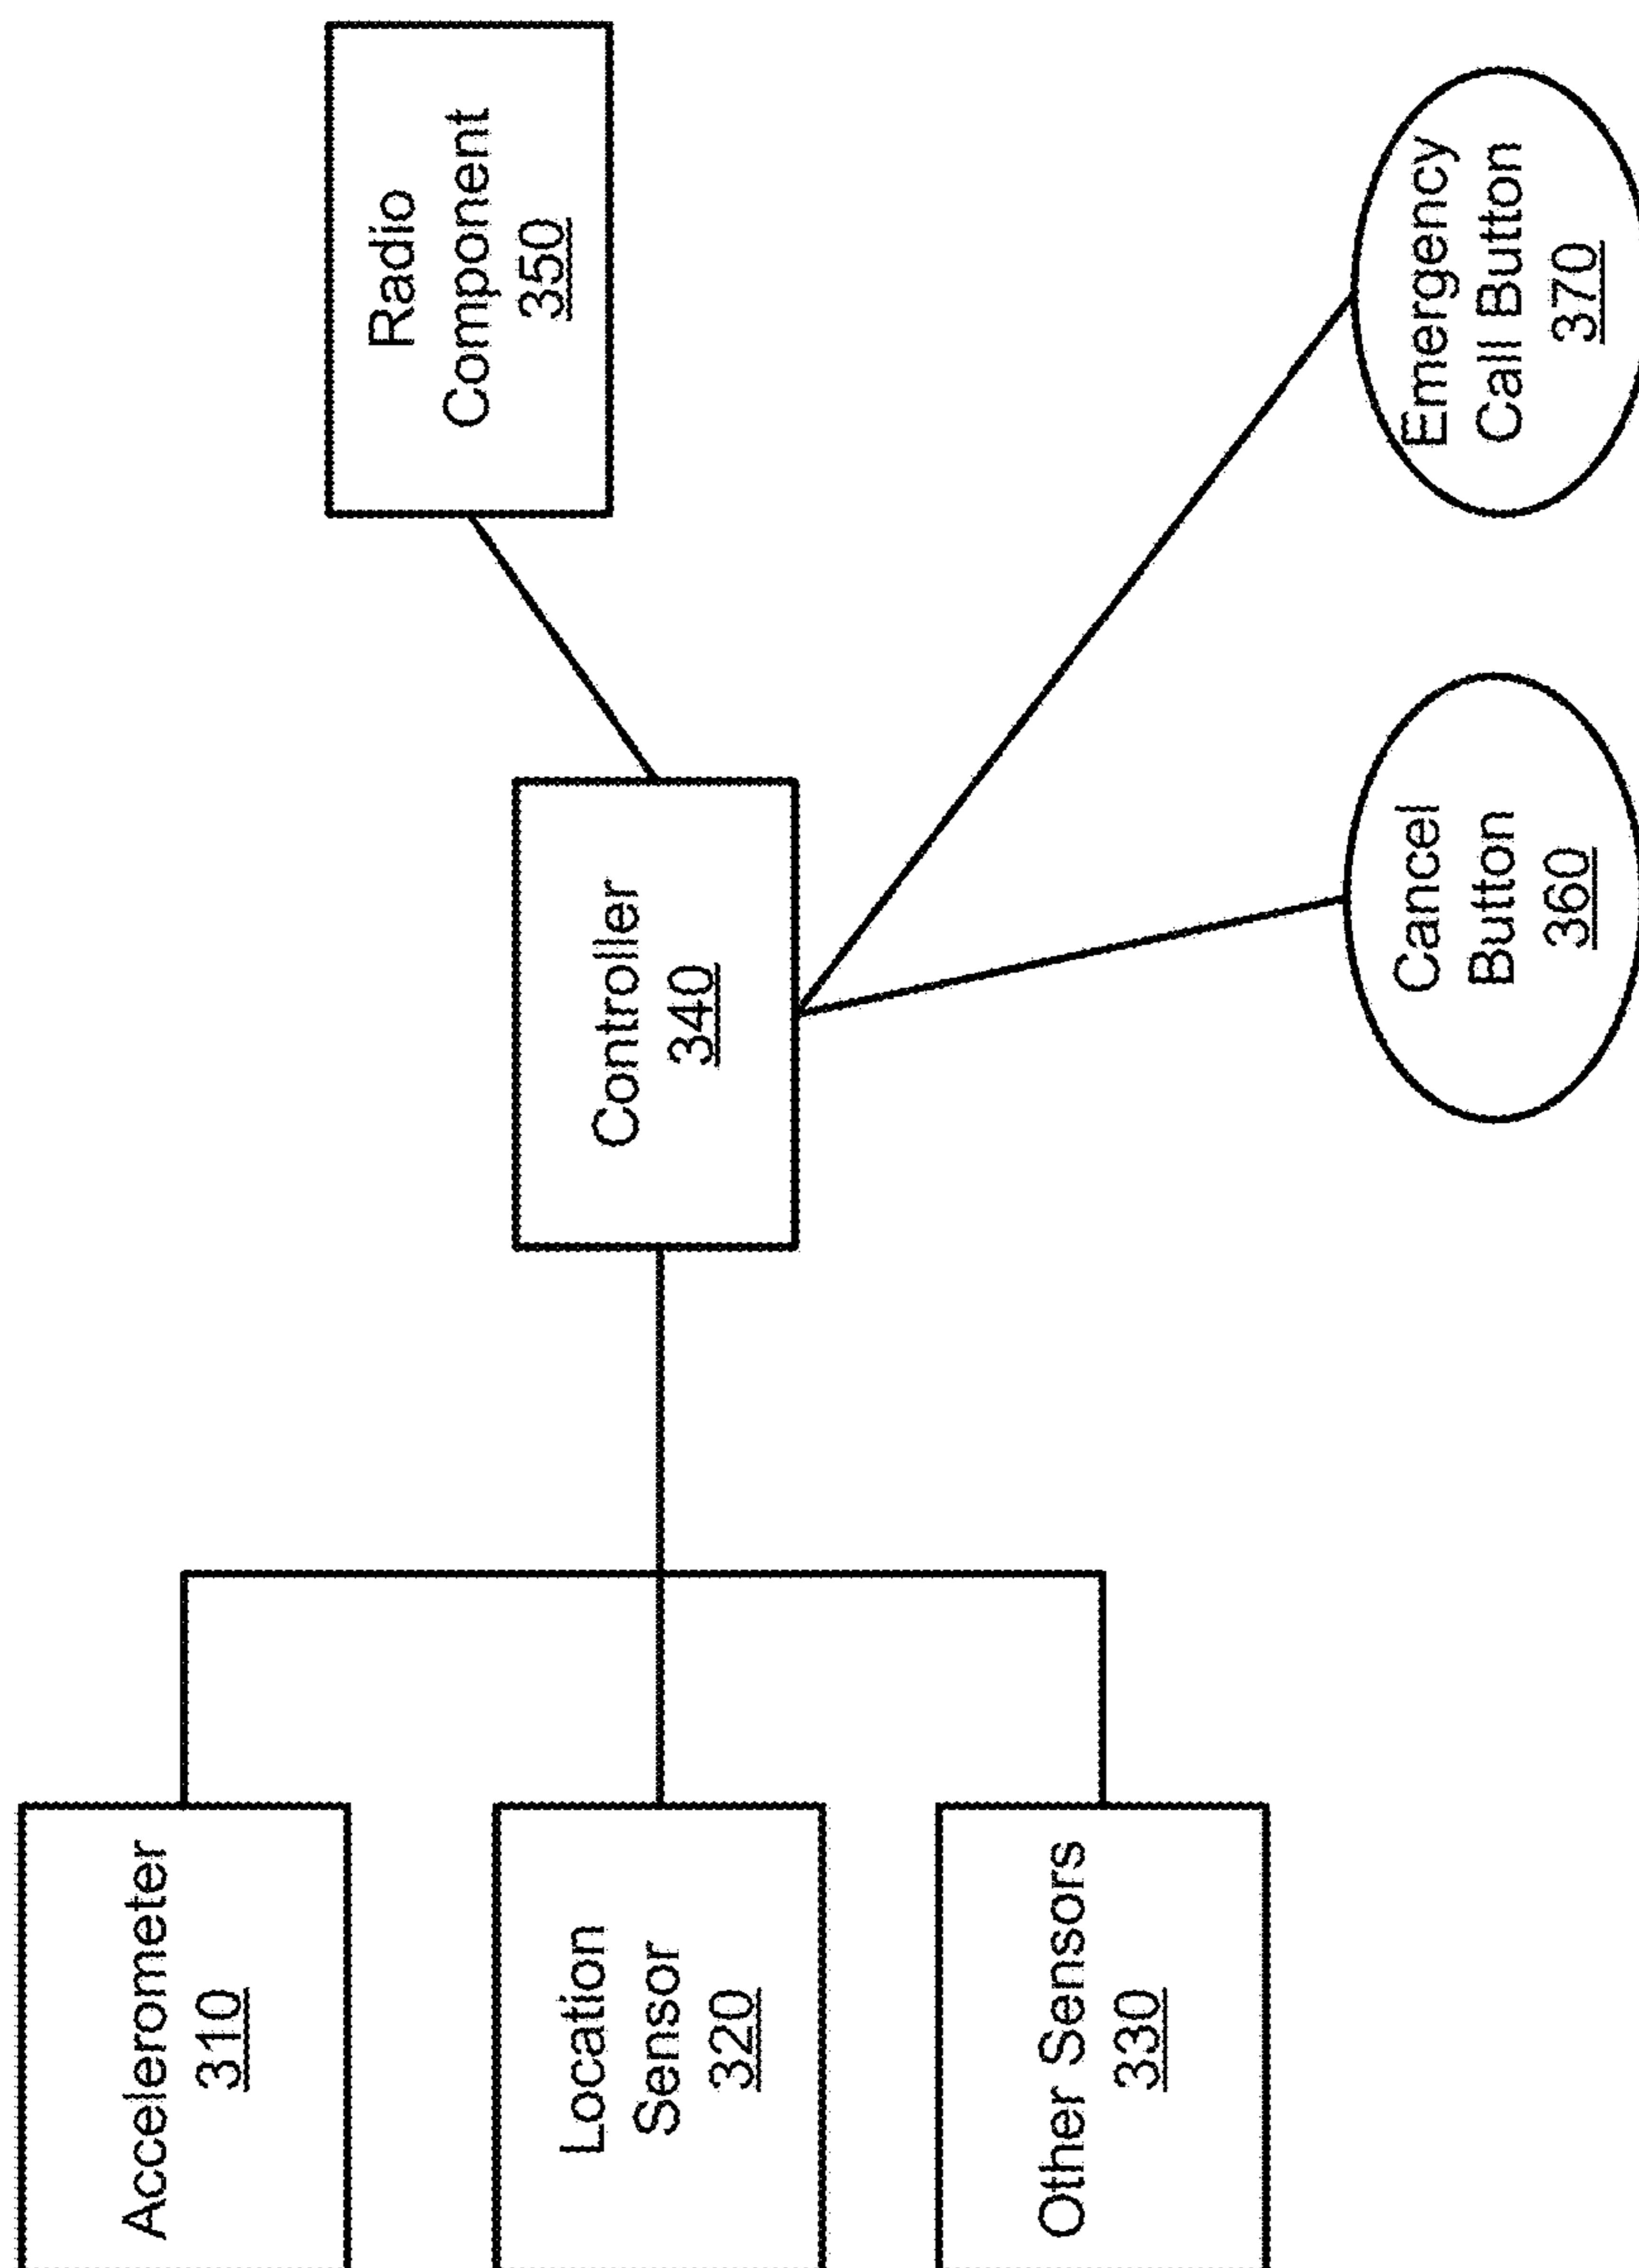 Accelerometer
310
Location
Sensor
320
Other Sensors
330
Controller
340
Radio
Component
350
Cancel
Button
360
Emergency
Call Button
370